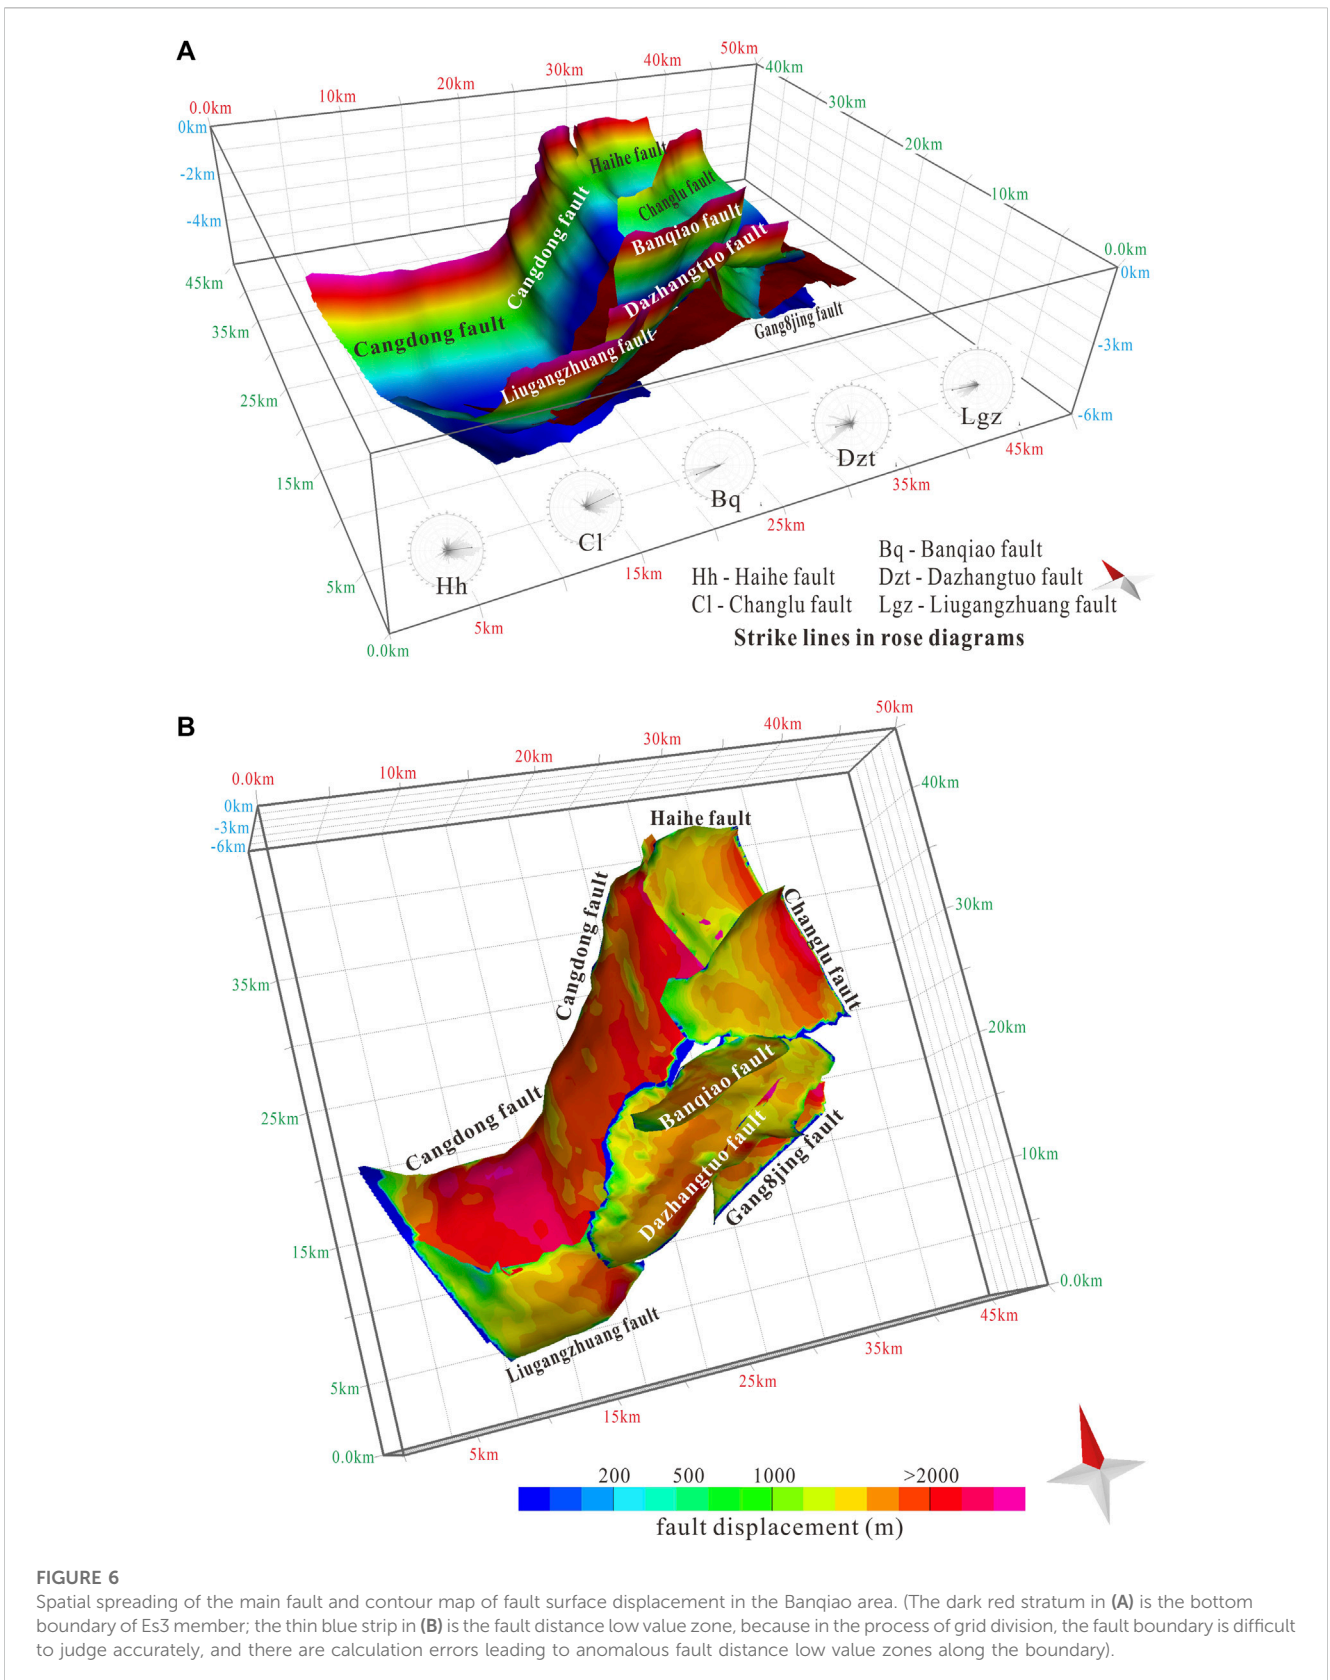 A
0.0km
10km
20km
30km
40km
50km
0km
-2km
-4km
45km
35km
25km
15km
5km
0.0km
40km
30km
20km
10km
0.0km
0km
-3km
-6km
Haihe fault
Changlu fault
Cangdong fault
Banqiao fault
Dazhangtuo fault
Cangdong fault
Gang8jing fault
Liugangzhuang fault
Lgz
Dzt
Bq
Cl
Hh
45km
35km
25km
15km
5km
Bq - Banqiao fault
Hh - Haihe fault
Dzt - Dazhangtuo fault
Cl - Changlu fault
Lgz - Liugangzhuang fault
Strike lines in rose diagrams
B
0.0km
10km
20km
30km
40km
50km
0km
-3km
-6km
35km
25km
15km
5km
0.0km
40km
30km
20km
10km
0.0km
Haihe fault
Cangdong fault
Changlu fault
Banqiao fault
Cangdong fault
Dazhangtuo fault
Gang8jing fault
Liugangzhuang fault
45km
35km
25km
15km
5km
200 500 1000 >2000
fault displacement (m)
FIGURE 6
Spatial spreading of the main fault and contour map of fault surface displacement in the Banqiao area. (The dark red stratum in (A) is the bottom
boundary of Es3 member; the thin blue strip in (B) is the fault distance low value zone, because in the process of grid division, the fault boundary is difficult
to judge accurately, and there are calculation errors leading to anomalous fault distance low value zones along the boundary).